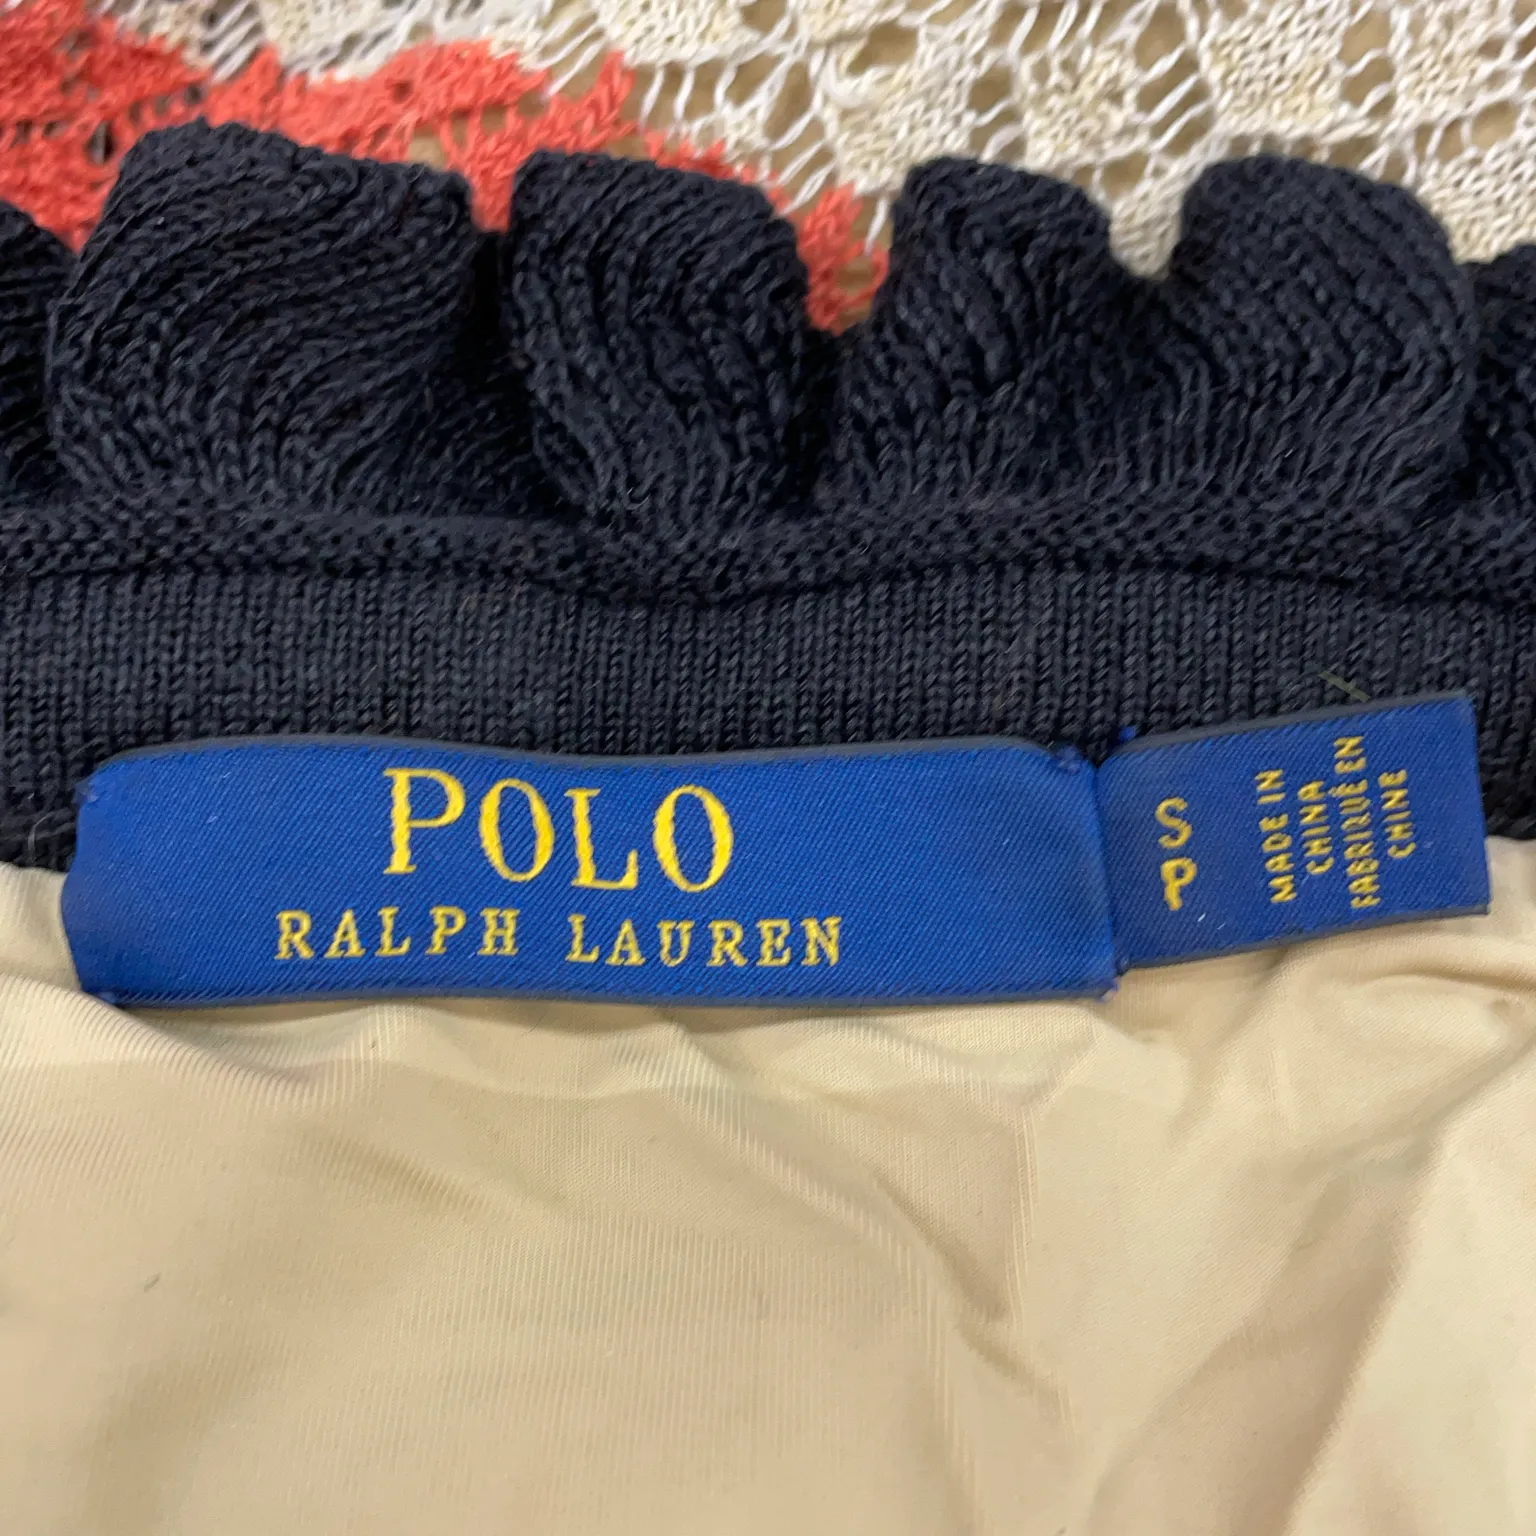 POLO
RALPH LAUREN
S
P
MADE IN
CHINA
FABRIQUÉ EN
CHINE